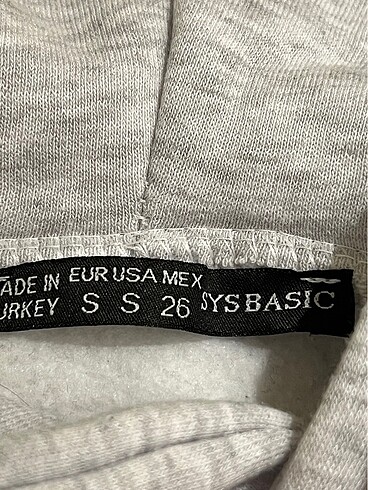 ADE IN EUR USA MEX
URKEY S S 26 SYSBASIC